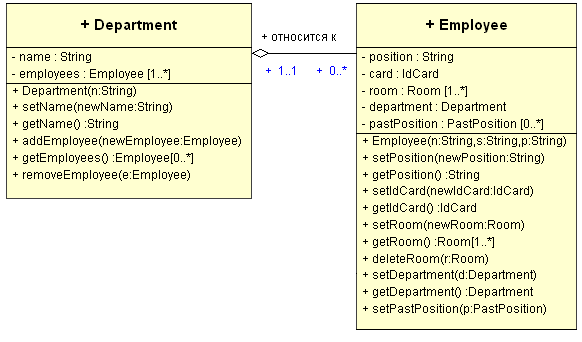 + Department
- name : String
- employees : Employee [1..*]
+ Department(n:String)
+ setName(newName:String)
+ getName() :String
+ addEmployee(newEmployee:Employee)
+ getEmployees() :Employee[0..*]
+ removeEmployee(e:Employee)
+ относится к
+ 1..1
+ 0..*
+ Employee
- position : String
- card : IdCard
- room : Room [1..*]
- department : Department
- pastPosition : PastPosition [0..*]
+ Employee(n:String,s:String,p:String)
+ setPosition(newPosition:String)
+ getPosition() :String
+ setIdCard(newIdCard:IdCard)
+ getIdCard() :IdCard
+ setRoom(newRoom:Room)
+ getRoom() :Room[1..*]
+ deleteRoom(r:Room)
+ setDepartment(d:Department)
+ getDepartment() :Department
+ setPastPosition(p:PastPosition)